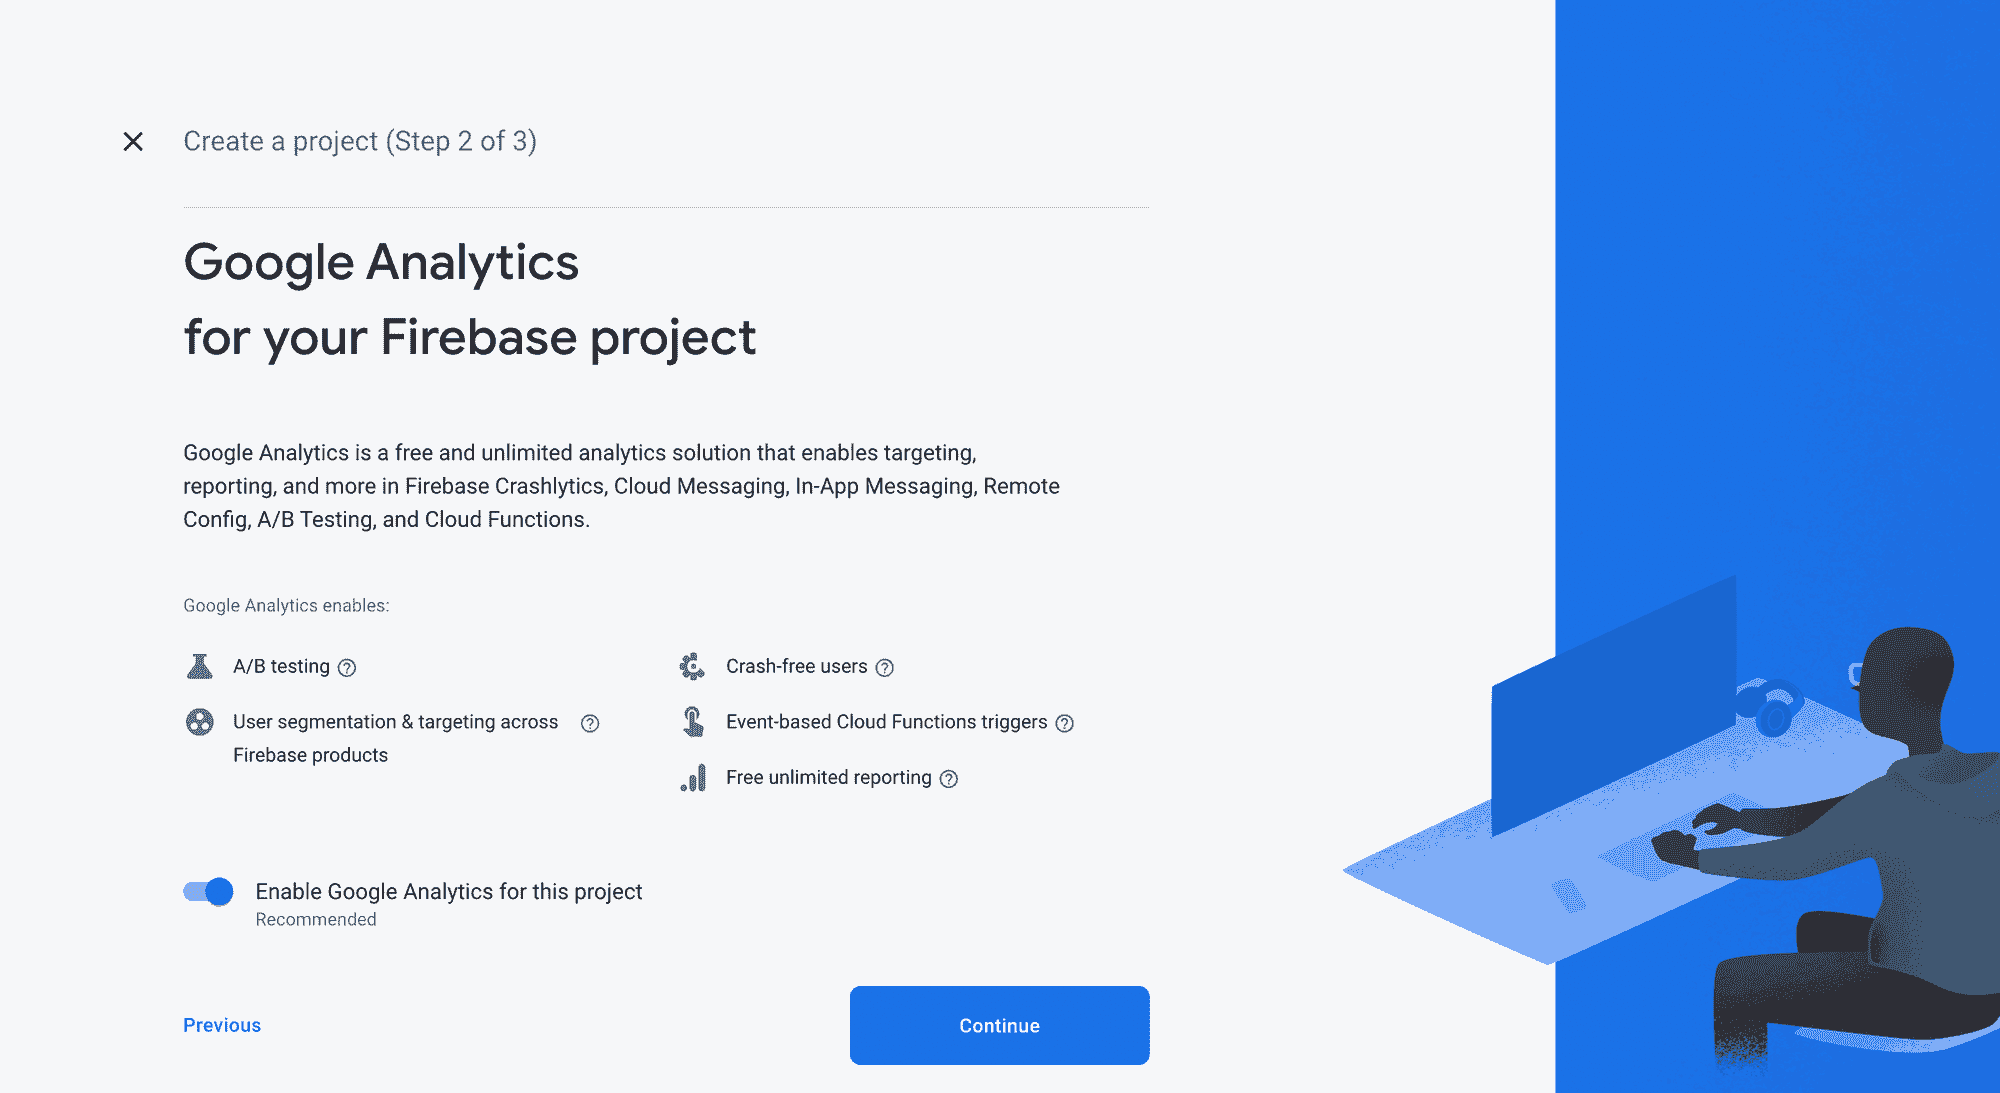 Create a project (Step 2 of 3)
Google Analytics
for your Firebase project
Google Analytics is a free and unlimited analytics solution that enables targeting,
reporting, and more in Firebase Crashlytics, Cloud Messaging, In-App Messaging, Remote
Config, A/B Testing, and Cloud Functions.
Google Analytics enables:
A/B testing
User segmentation & targeting across
Firebase products
Crash-free users
Event-based Cloud Functions triggers
Free unlimited reporting
Enable Google Analytics for this project
Recommended
Previous
Continue